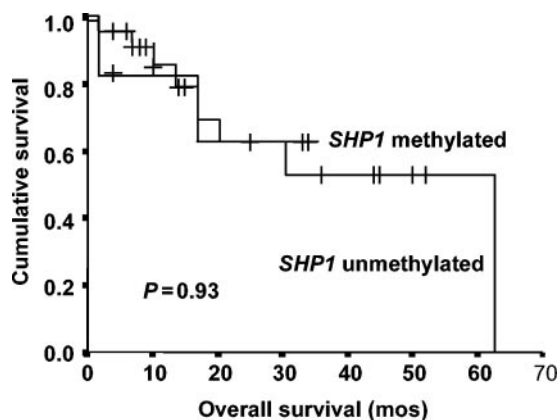 1.0
0.8
0.6
0.4
0.2
0.0
Cumulative survival
SHP1 methylated
SHP1 unmethylated
P=0.93
0 10 20 30 40 50 60 70
Overall survival (mos)